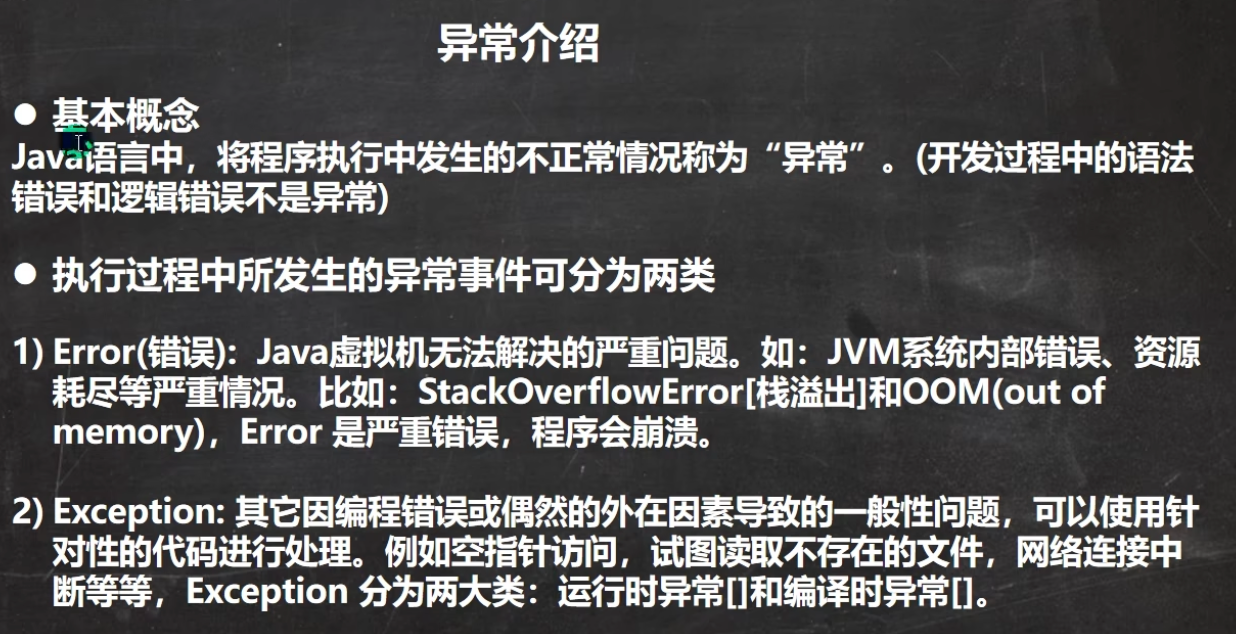 异常介绍
● 基本概念
Java语言中，将程序执行中发生的不正常情况称为“异常”。(开发过程中的语法
错误和逻辑错误不是异常)
● 执行过程中所发生的异常事件可分为两类
1) Error(错误)：Java虚拟机无法解决的严重问题。如：JVM系统内部错误、资源
耗尽等严重情况。比如：StackOverflowError[栈溢出]和OOM(out of
memory)，Error 是严重错误，程序会崩溃。
2) Exception: 其它因编程错误或偶然的外在因素导致的一般性问题，可以使用针
对性的代码进行处理。例如空指针访问，试图读取不存在的文件，网络连接中
断等等，Exception 分为两大类：运行时异常[]和编译时异常[]。